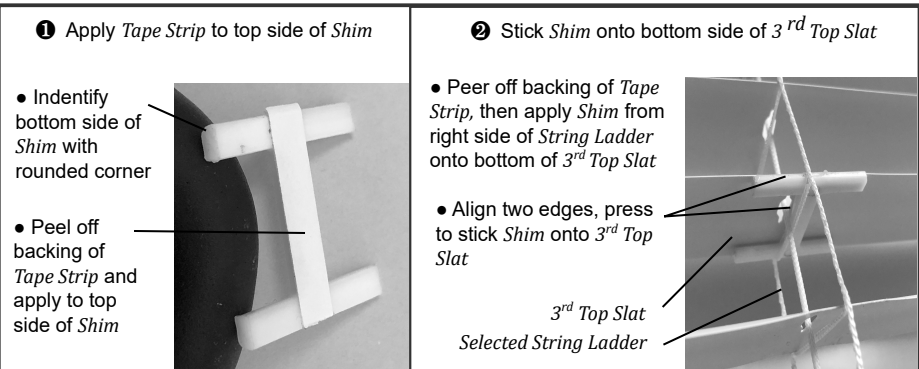 ❶ Apply Tape Strip to top side of Shim
● Indentify
bottom side of
Shim with
rounded corner
● Peel off
backing of
Tape Strip and
apply to top
side of Shim
❷ Stick Shim onto bottom side of 3 rd Top Slat
● Peer off backing of Tape
Strip, then apply Shim from
right side of String Ladder
onto bottom of 3rd Top Slat
● Align two edges, press
to stick Shim onto 3rd Top
Slat
3rd Top Slat
Selected String Ladder